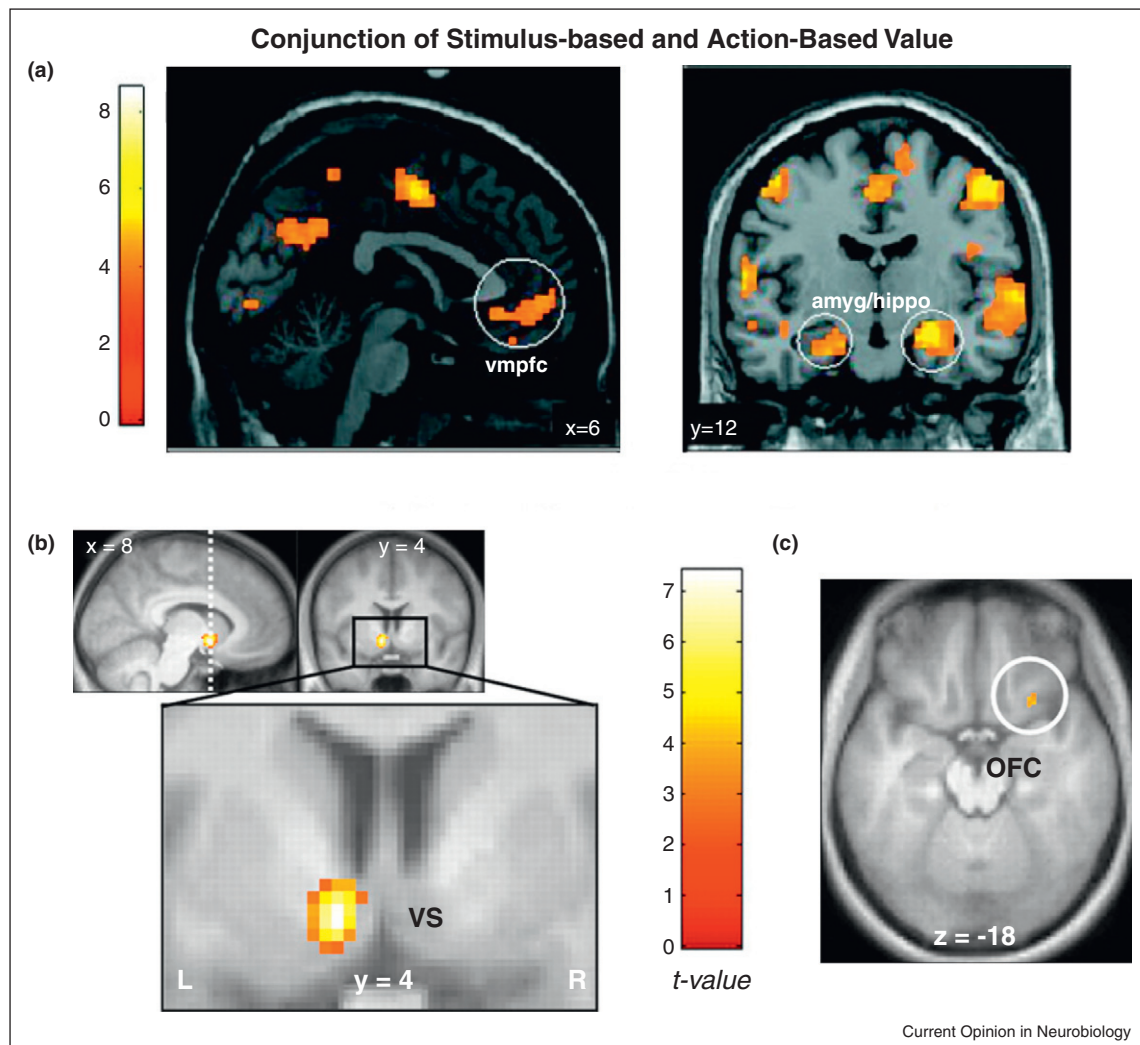 Conjunction of Stimulus-based and Action-Based Value
(a)
8
6
4
2
0
vmpfc
x=6
amyg/hippo
y=12
(b)
x = 8
y = 4
VS
L
y = 4
R
7
6
5
4
3
2
1
0
t-value
(c)
OFC
z = -18
Current Opinion in Neurobiology